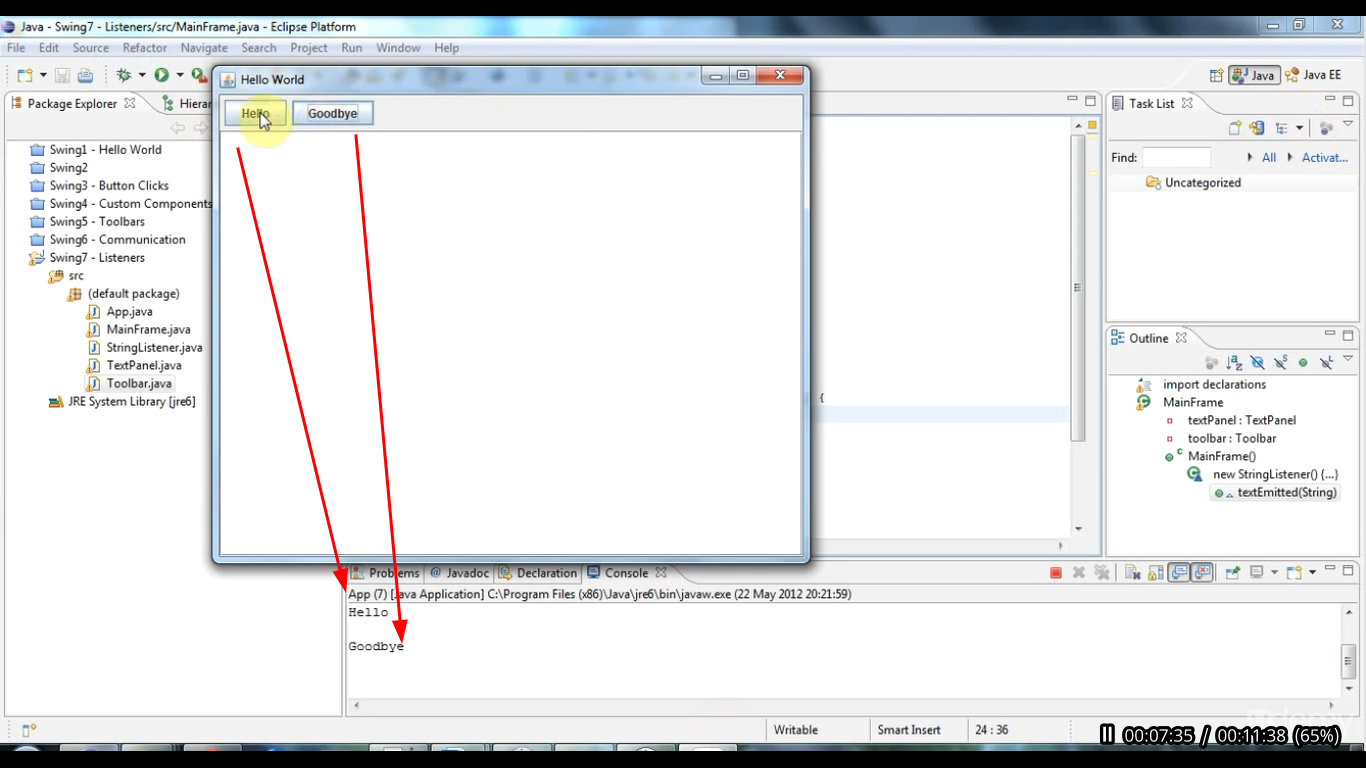 Java - Swing7 - Listeners/src/MainFrame.java - Eclipse Platform
File Edit Source Refactor Navigate Search Project Run Window Help
Java Java EE
Package Explorer
Hierar
Hello World
Hello Goodbye
Swing1 - Hello World
Swing2
Swing3 - Button Clicks
Swing4 - Custom Components
Swing5 - Toolbars
Swing6 - Communication
Swing7 - Listeners
src
(default package)
App.java
MainFrame.java
StringListener.java
TextPanel.java
Toolbar.java
JRE System Library [jre6]
{
Task List
Find: All Activat...
Uncategorized
Outline
import declarations
MainFrame
textPanel : TextPanel
toolbar : Toolbar
MainFrame()
new StringListener() {...}
textEmitted(String)
Problems @ Javadoc Declaration Console
App (7) [Java Application] C:\Program Files (x86)\Java\jre6\bin\javaw.exe (22 May 2012 20:21:59)
Hello
Goodbye
Writable Smart Insert 24 : 36
00:07:35 / 00:11:38 (65%)